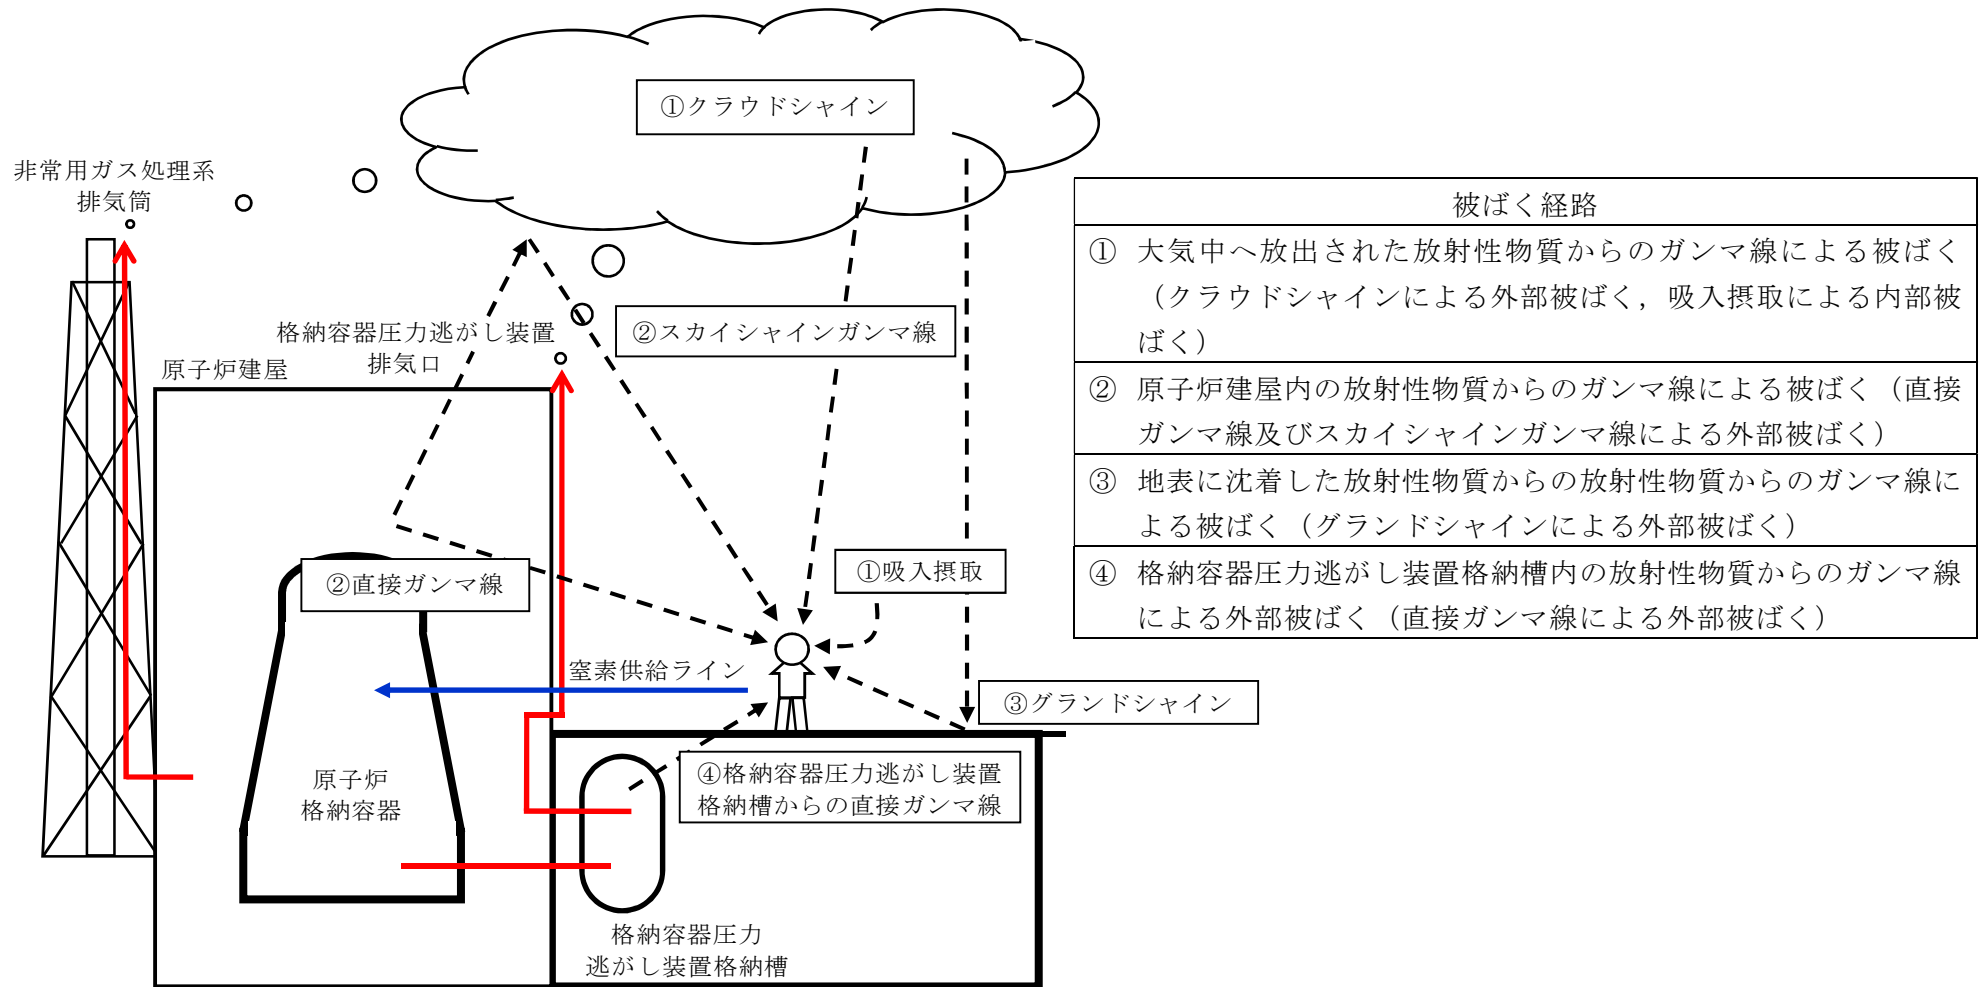 ①クラウドシャイン
非常用ガス処理系
排気筒
格納容器圧力逃がし装置
排気口
②スカイシャインガンマ線
原子炉建屋
②直接ガンマ線
①吸入摂取
窒素供給ライン
③グランドシャイン
原子炉
格納容器
④格納容器圧力逃がし装置
格納槽からの直接ガンマ線
格納容器圧力
逃がし装置格納槽
被ばく経路
① 大気中へ放出された放射性物質からのガンマ線による被ばく
（クラウドシャインによる外部被ばく，吸入摂取による内部被
ばく）
② 原子炉建屋内の放射性物質からのガンマ線による被ばく（直接
ガンマ線及びスカイシャインガンマ線による外部被ばく）
③ 地表に沈着した放射性物質からの放射性物質からのガンマ線に
よる被ばく（グランドシャインによる外部被ばく）
④ 格納容器圧力逃がし装置格納槽内の放射性物質からのガンマ線
による外部被ばく（直接ガンマ線による外部被ばく）